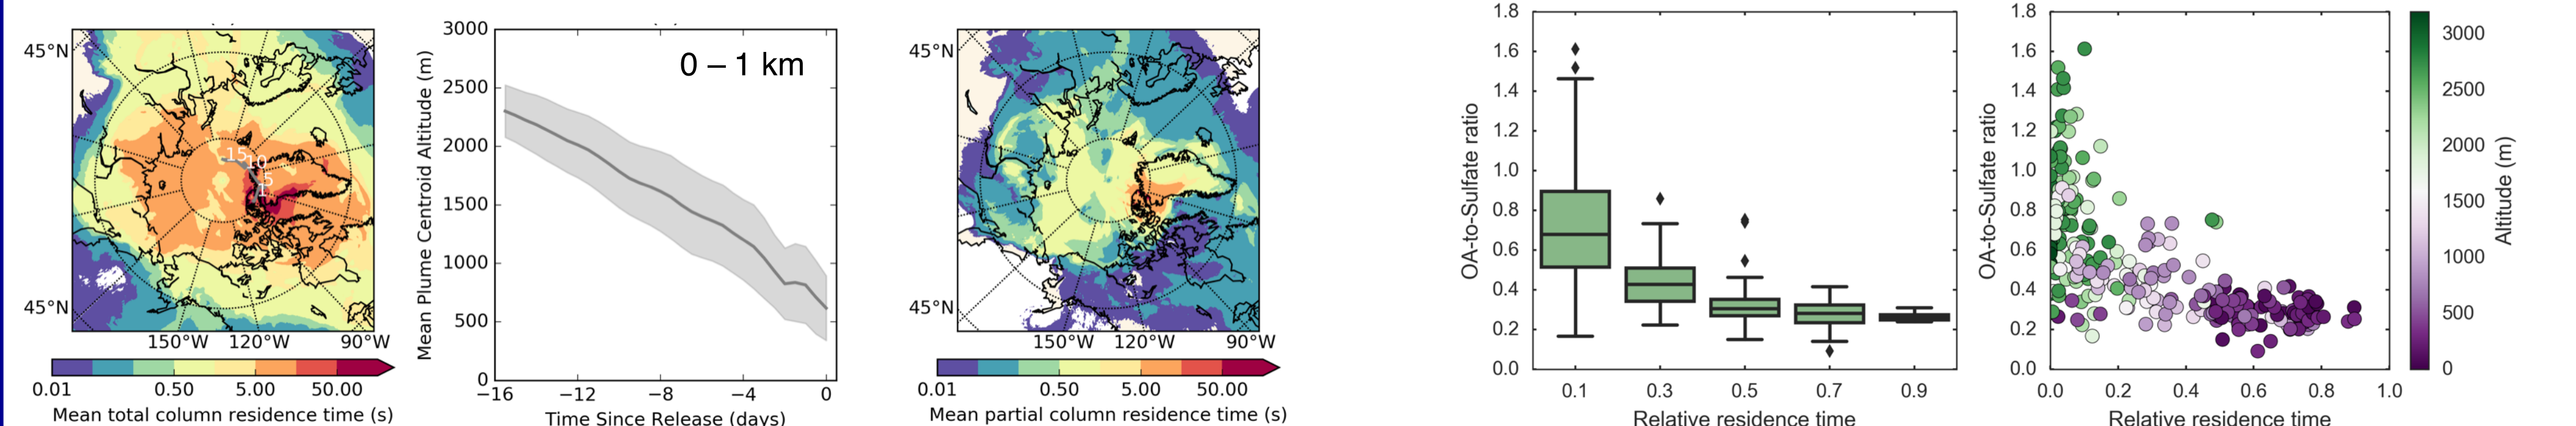 45°N
45°N
150°W 120°W 90°W
15
10
5
1
0.01 0.50 5.00 50.00
Mean total column residence time (s)
3000
2500
2000
1500
1000
500
0
Mean Plume Centroid Altitude (m)
0 – 1 km
−16 −12 −8 −4 0
Time Since Release (days)
45°N
45°N
150°W 120°W 90°W
0.01 0.50 5.00 50.00
Mean partial column residence time (s)
1.8
1.6
1.4
1.2
1.0
0.8
0.6
0.4
0.2
0.0
OA-to-Sulfate ratio
0.1 0.3 0.5 0.7 0.9
Relative residence time
1.8
1.6
1.4
1.2
1.0
0.8
0.6
0.4
0.2
0.0
OA-to-Sulfate ratio
0.0 0.2 0.4 0.6 0.8 1.0
Relative residence time
3000
2500
2000
1500
1000
500
0
Altitude (m)